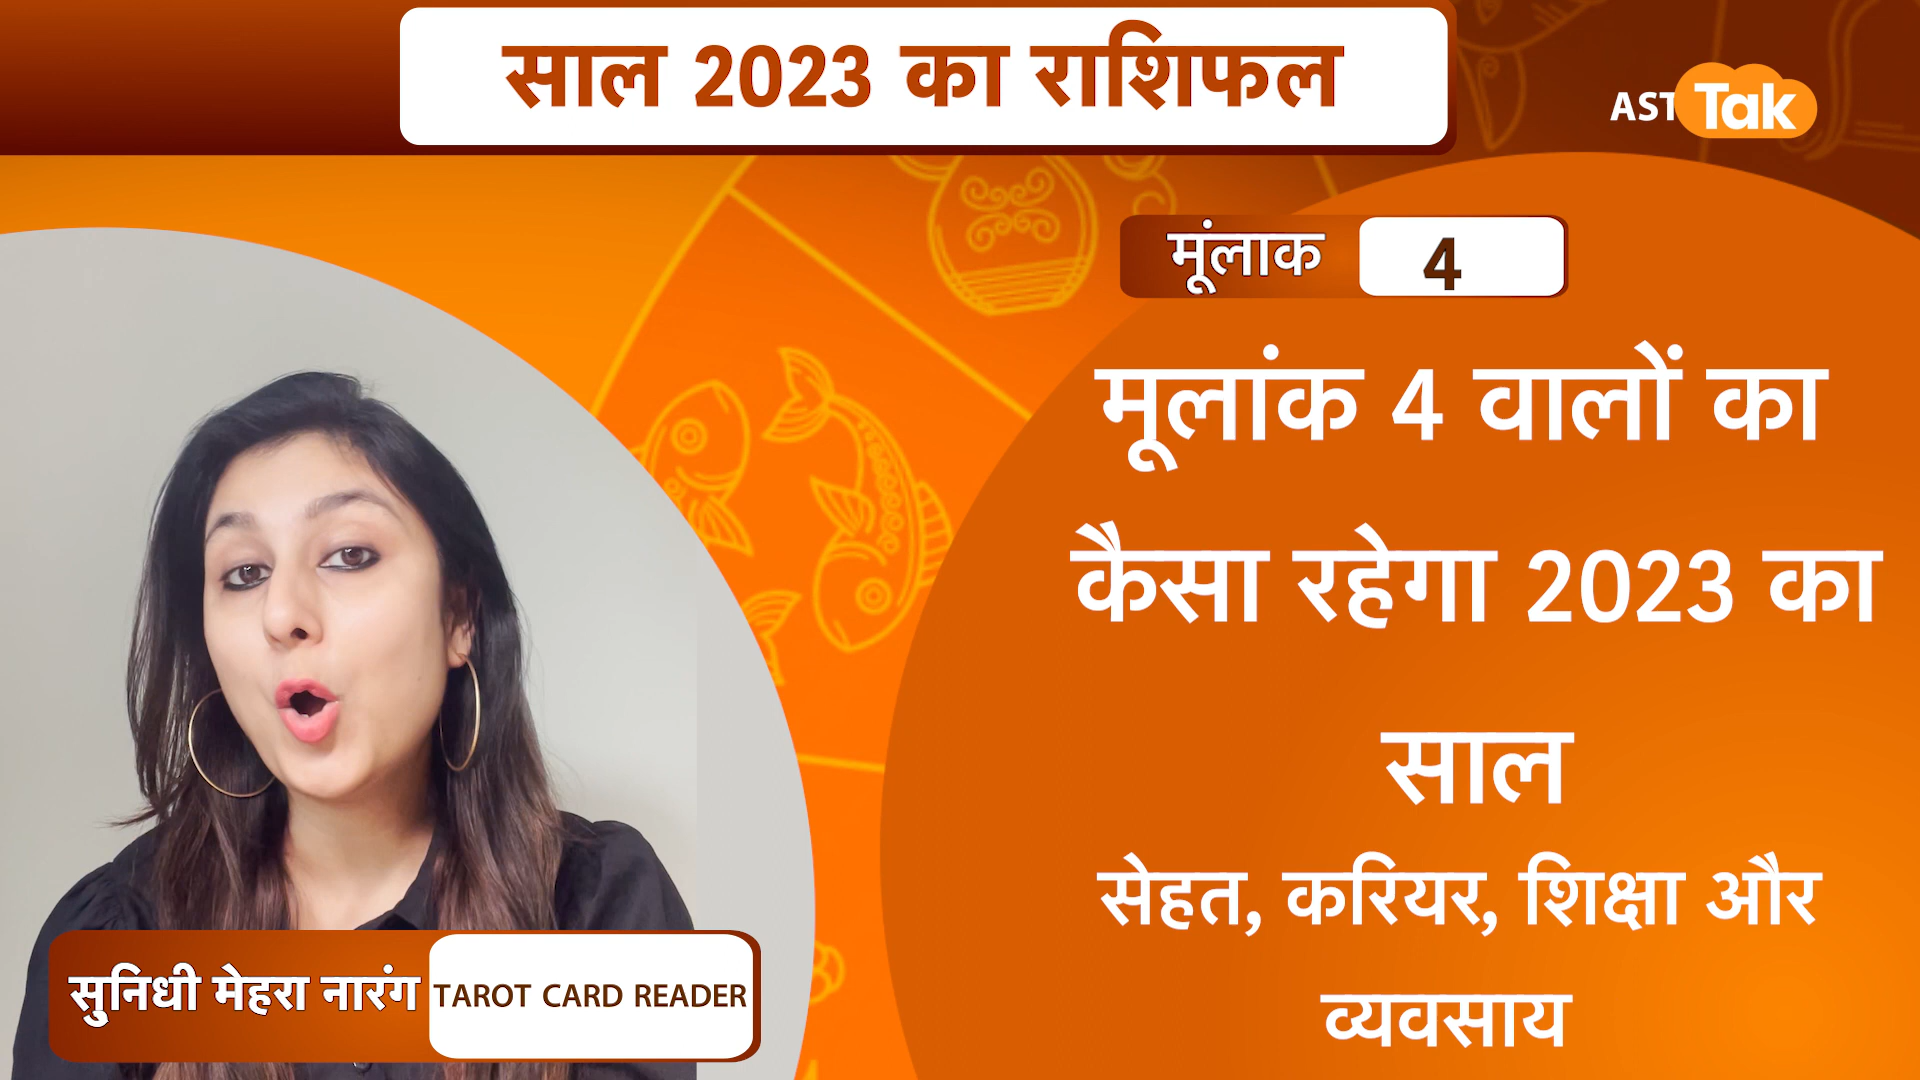 साल 2023 का राशिफल
AST Tak
मूंलाक 4
मूलांक 4 वालों का
कैसा रहेगा 2023 का
साल
सेहत, करियर, शिक्षा और
व्यवसाय
सुनिधी मेहरा नारंग TAROT CARD READER